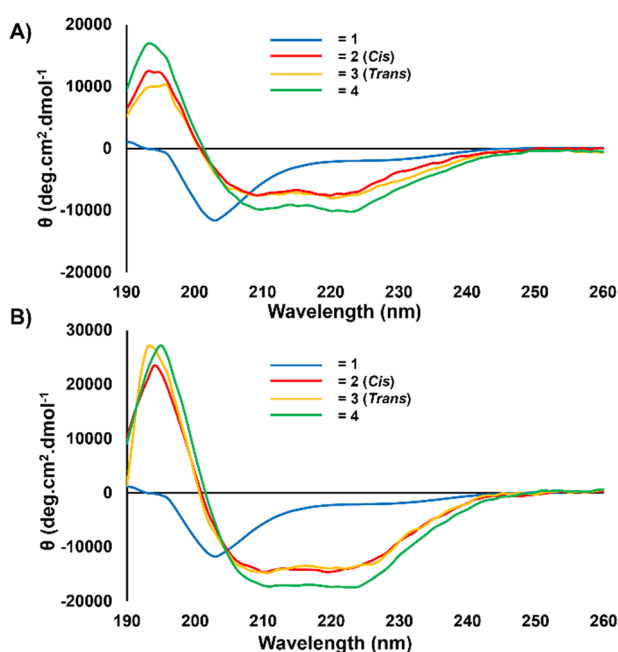 A)
20000
= 1
= 2 (Cis)
10000
= 3 (Trans)
= 4
0
-10000
-20000
θ (deg.cm².dmol⁻¹
190 200 210 220 230 240 250 260
Wavelength (nm)
B)
30000
= 1
20000
= 2 (Cis)
= 3 (Trans)
10000
= 4
0
-10000
-20000
θ (deg.cm².dmol⁻¹
190 200 210 220 230 240 250 260
Wavelength (nm)